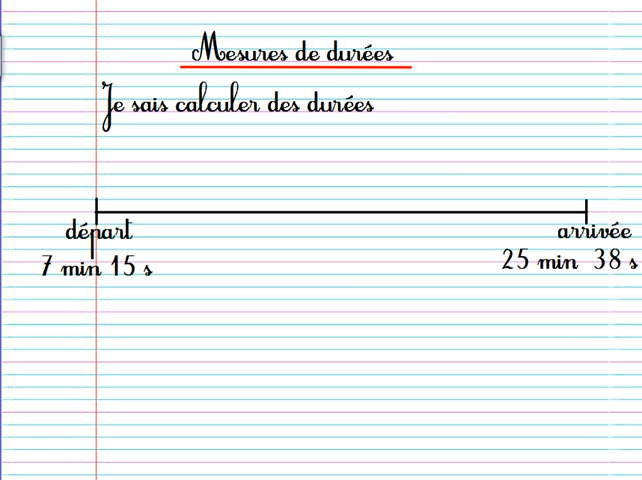 Mesures de durées
Je sais calculer des durées
départ arrivée
7 min 15 s 25 min 38 s